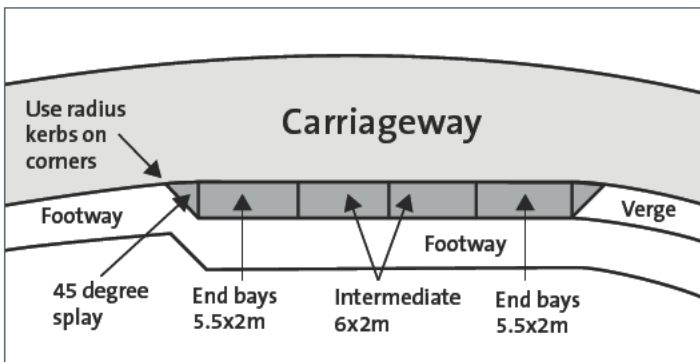 Use radius
kerbs on
corners
Carriageway
Footway
Verge
Footway
45 degree
splay
End bays
5.5x2m
Intermediate
6x2m
End bays
5.5x2m